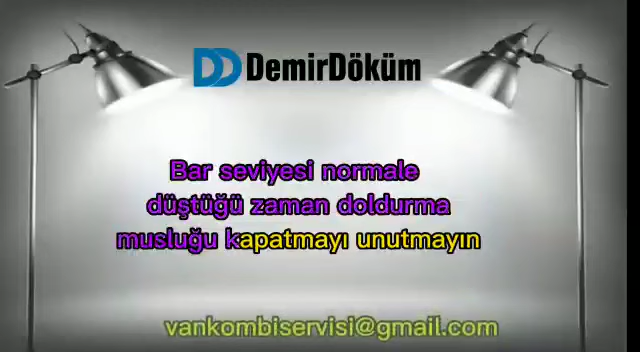 DemirDöküm
Bar seviyesi normale
düştüğü zaman doldurma
musluğu kapatmayı unutmayın
vankombiservisi@gmail.com